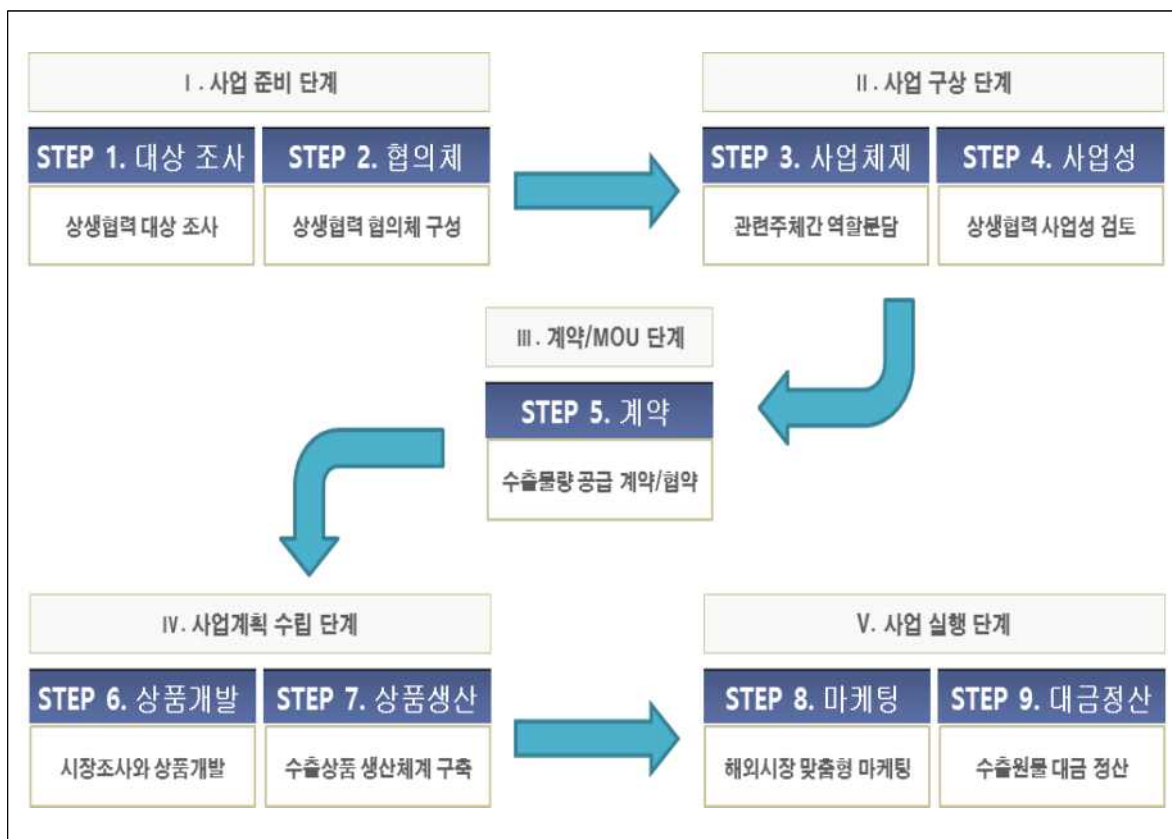 Ⅰ. 사업 준비 단계
STEP 1. 대상 조사
상생협력 대상 조사
STEP 2. 협의체
상생협력 협의체 구성
Ⅱ. 사업 구상 단계
STEP 3. 사업체제
관련주체간 역할분담
STEP 4. 사업성
상생협력 사업성 검토
Ⅲ. 계약/MOU 단계
STEP 5. 계약
수출물량 공급 계약/협약
Ⅳ. 사업계획 수립 단계
STEP 6. 상품개발
시장조사와 상품개발
STEP 7. 상품생산
수출상품 생산체계 구축
Ⅴ. 사업 실행 단계
STEP 8. 마케팅
해외시장 맞춤형 마케팅
STEP 9. 대금정산
수출원물 대금 정산